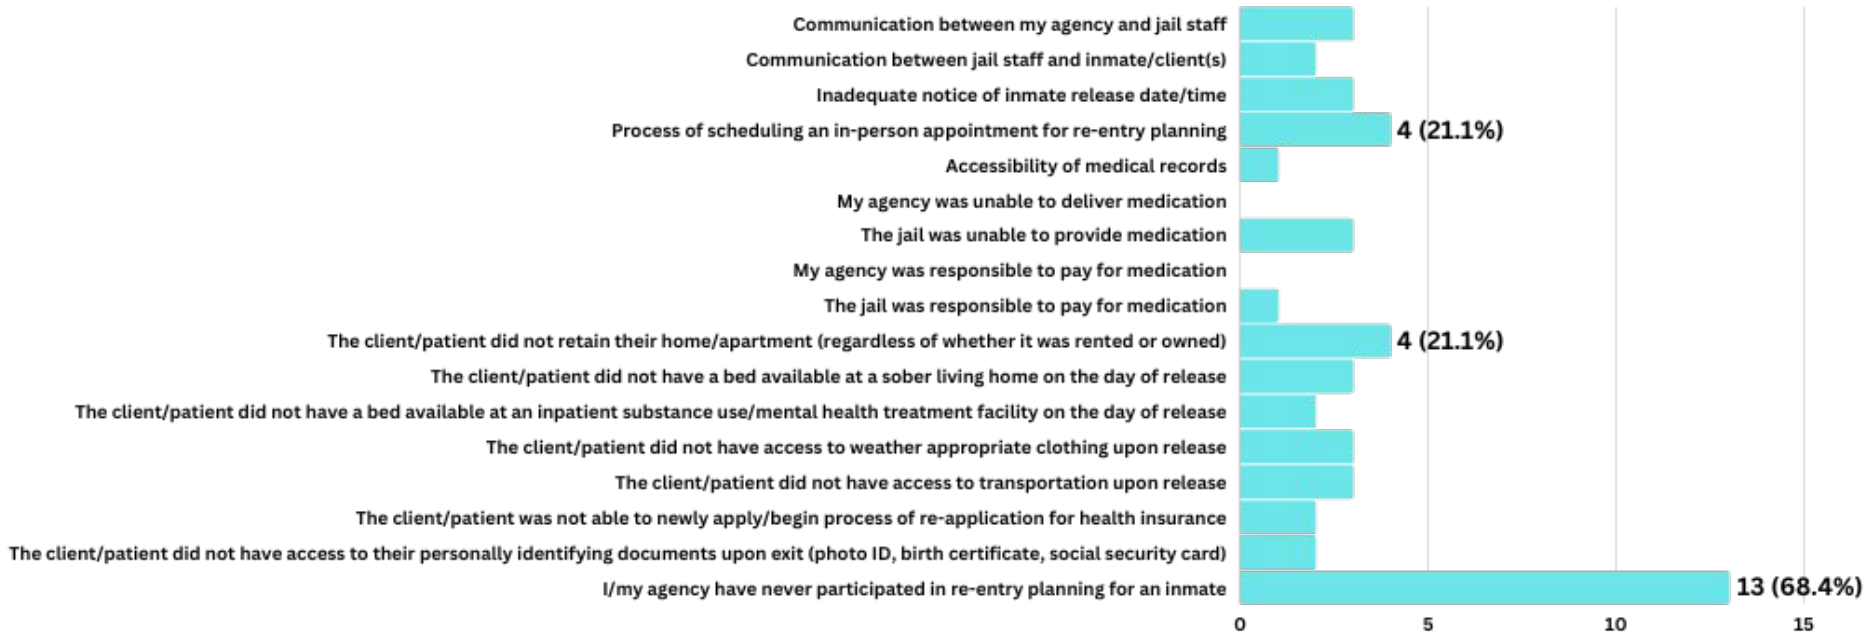 Communication between my agency and jail staff
Communication between jail staff and inmate/client(s)
Inadequate notice of inmate release date/time
Process of scheduling an in-person appointment for re-entry planning 4 (21.1%)
Accessibility of medical records
My agency was unable to deliver medication
The jail was unable to provide medication
My agency was responsible to pay for medication
The jail was responsible to pay for medication
The client/patient did not retain their home/apartment (regardless of whether it was rented or owned) 4 (21.1%)
The client/patient did not have a bed available at a sober living home on the day of release
The client/patient did not have a bed available at an inpatient substance use/mental health treatment facility on the day of release
The client/patient did not have access to weather appropriate clothing upon release
The client/patient did not have access to transportation upon release
The client/patient was not able to newly apply/begin process of re-application for health insurance
The client/patient did not have access to their personally identifying documents upon exit (photo ID, birth certificate, social security card)
I/my agency have never participated in re-entry planning for an inmate 13 (68.4%)
0 5 10 15